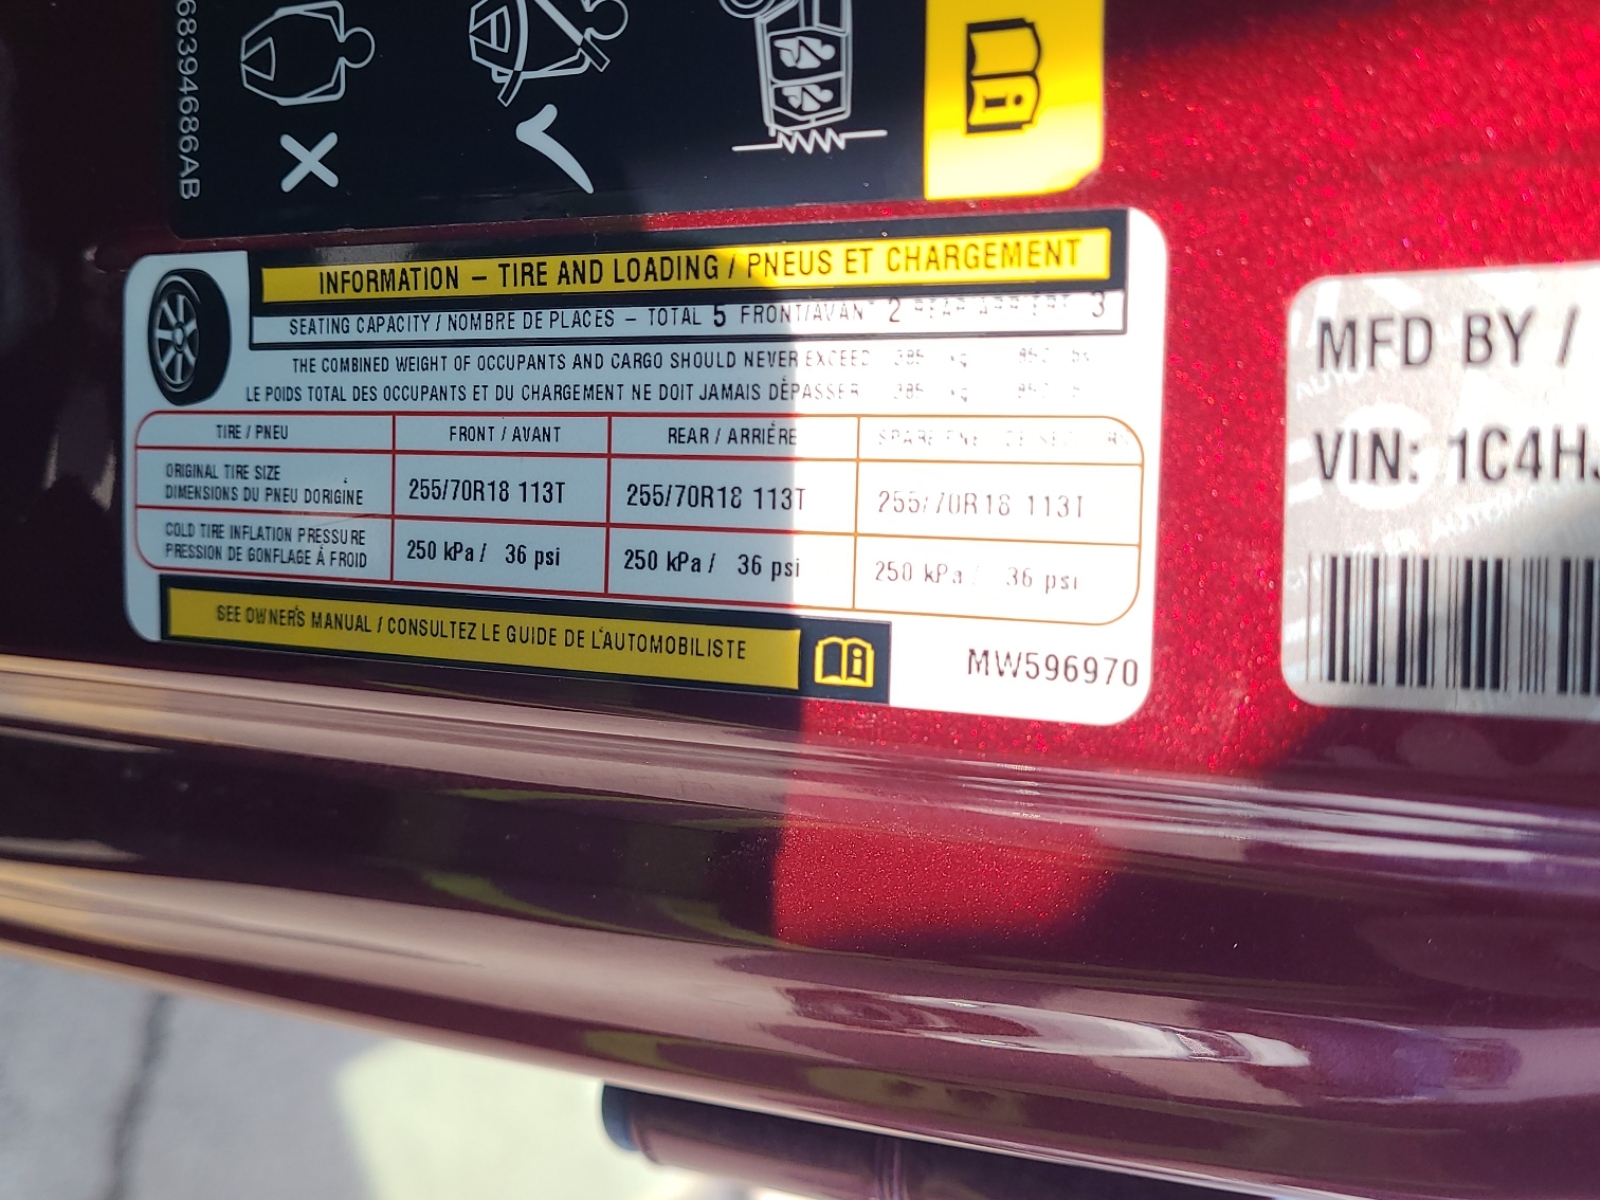 68394686AB
INFORMATION – TIRE AND LOADING / PNEUS ET CHARGEMENT
SEATING CAPACITY / NOMBRE DE PLACES – TOTAL 5 FRONT/AVANT 2 3
THE COMBINED WEIGHT OF OCCUPANTS AND CARGO SHOULD NEVER EXCEED
LE POIDS TOTAL DES OCCUPANTS ET DU CHARGEMENT NE DOIT JAMAIS DÉPASSER
TIRE / PNEU FRONT / AVANT REAR / ARRIÉRE
ORIGINAL TIRE SIZE
DIMENSIONS DU PNEU D'ORIGINE 255/70R18 113T 255/70R18 113T 255/70R18 113T
COLD TIRE INFLATION PRESSURE
PRESSION DE GONFLAGE À FROID 250 kPa / 36 psi 250 kPa / 36 psi 250 kPa / 36 psi
SEE OWNER'S MANUAL / CONSULTEZ LE GUIDE DE L'AUTOMOBILISTE
MW596970
MFD BY /
VIN: 1C4HJ